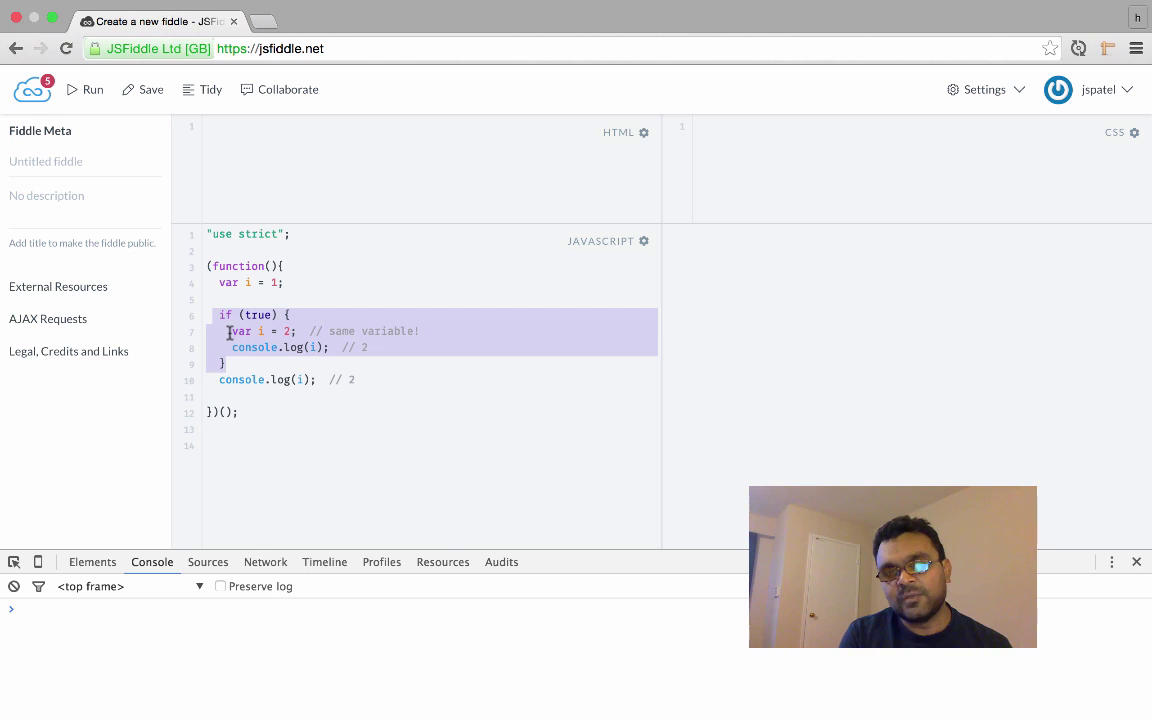 Create a new fiddle - JSFid
h
JSFiddle Ltd [GB] https://jsfiddle.net
5
Run Save Tidy Collaborate Settings jspatel
Fiddle Meta
Untitled fiddle
No description
Add title to make the fiddle public.
External Resources
AJAX Requests
Legal, Credits and Links
1
HTML
1
CSS
JAVASCRIPT
1 "use strict";
2
3 (function(){
4 var i = 1;
5
6 if (true) {
7 var i = 2; // same variable!
8 console.log(i); // 2
9 }
10 console.log(i); // 2
11
12 })();
13
14
Elements Console Sources Network Timeline Profiles Resources Audits
<top frame> Preserve log